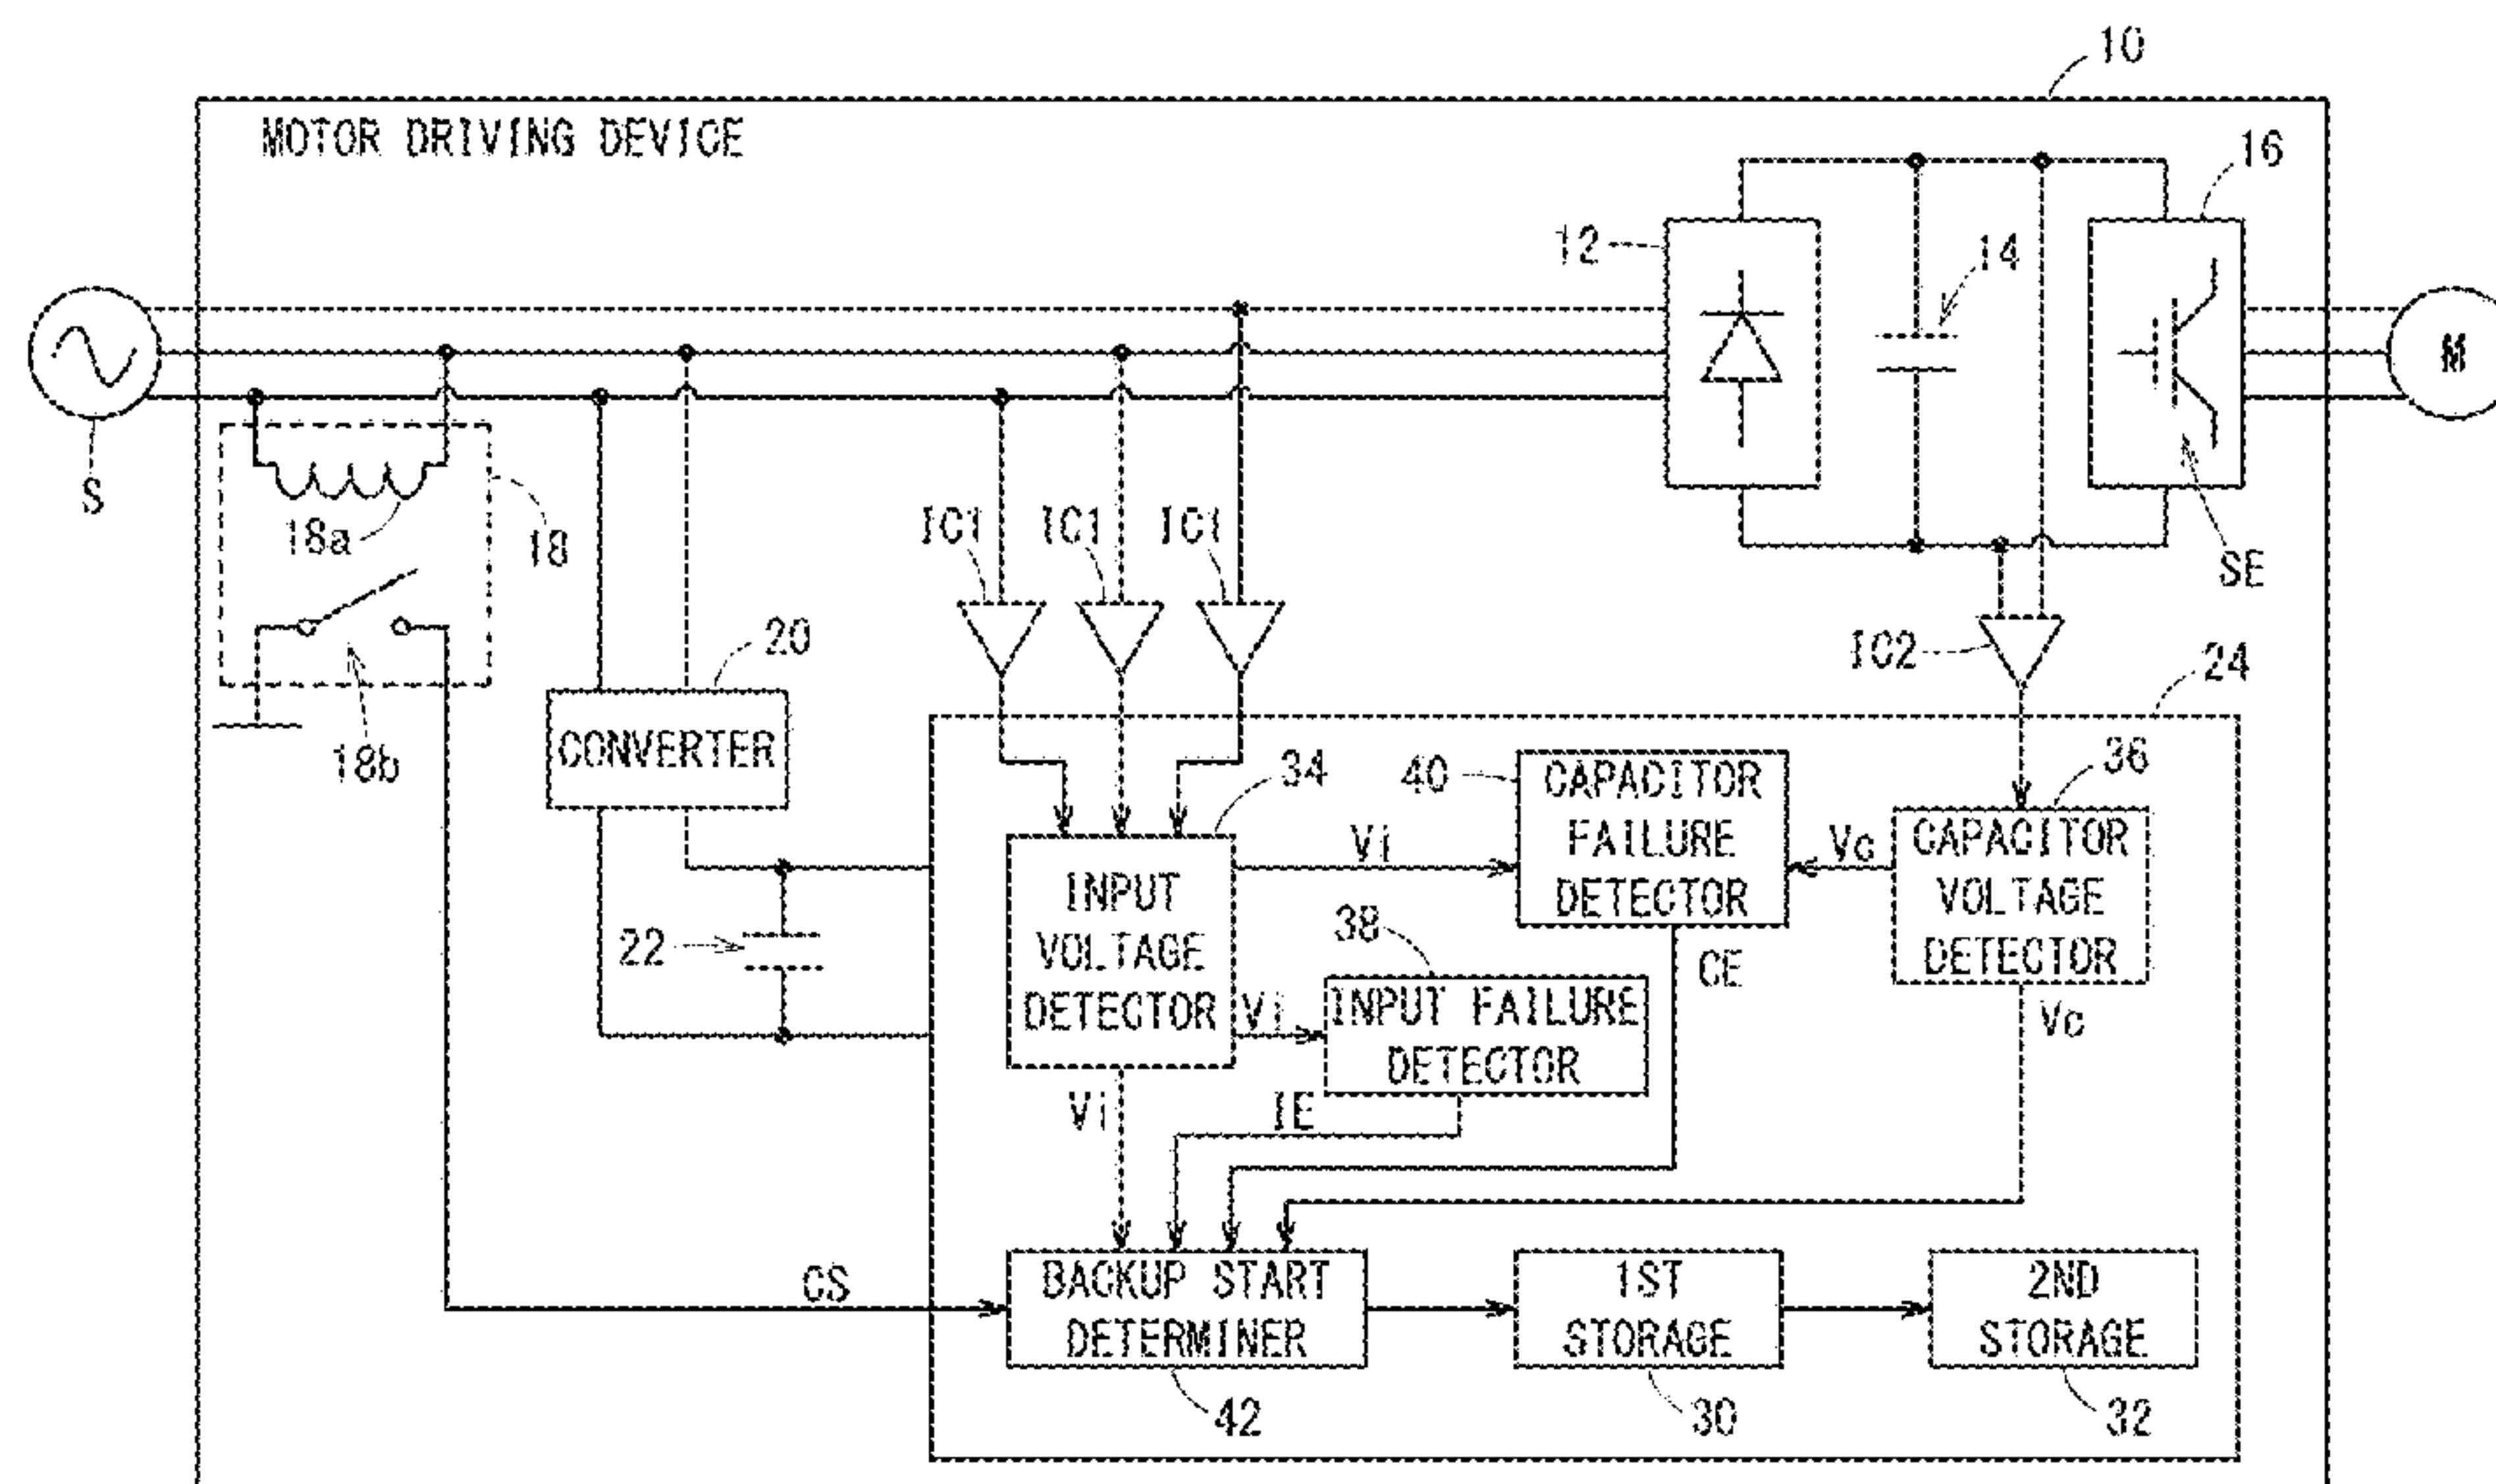 10
MOTOR DRIVING DEVICE
16
12
14
S
18a
18
IC1
IC1
IC1
SE
M
20
IC2
24
CONVERTER
18b
34
40
CAPACITOR
FAILURE
DETECTOR
36
CAPACITOR
VOLTAGE
DETECTOR
Vi
Vc
INPUT
VOLTAGE
DETECTOR
22
38
CE
Vi
INPUT FAILURE
DETECTOR
Vc
Vi
IE
CS
BACKUP START
DETERMINER
1ST
STORAGE
2ND
STORAGE
42
30
32